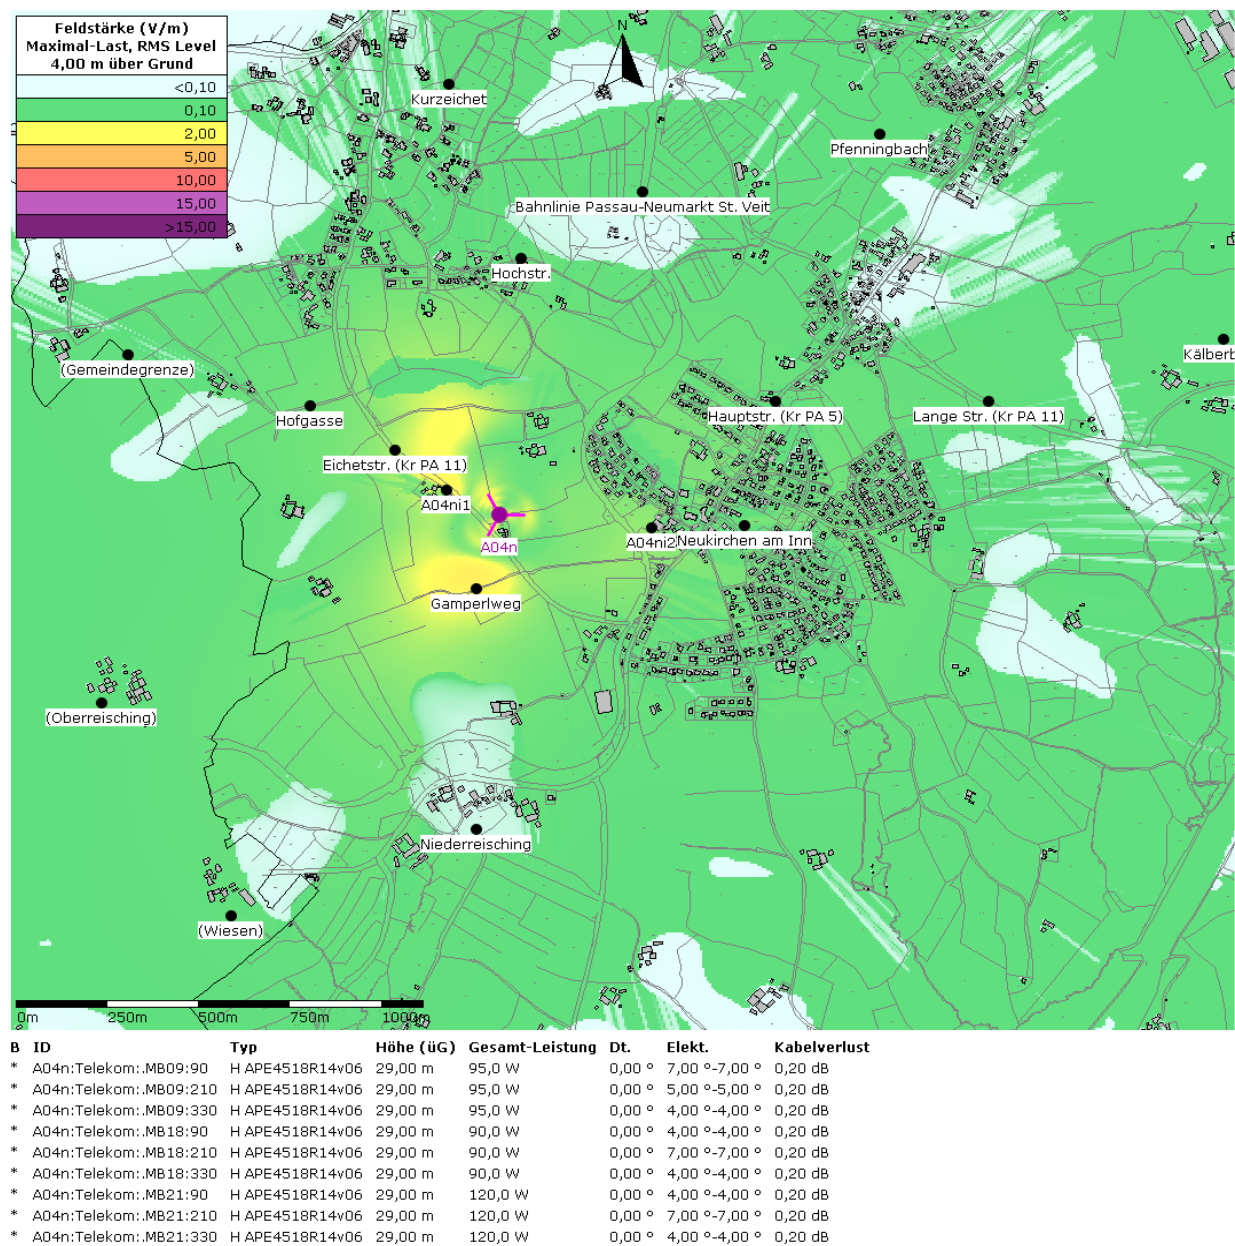 Feldstärke (V/m)
Maximal-Last, RMS Level
4,00 m über Grund
<0,10
0,10
2,00
5,00
10,00
15,00
>15,00
N
Kurzeichet
Pfenningbach
Bahnlinie Passau-Neumarkt St. Veit
Hochstr.
(Gemeindegrenze)
Kälberb
Hofgasse
Hauptstr. (Kr PA 5)
Lange Str. (Kr PA 11)
Eichetstr. (Kr PA 11)
A04ni1
A04n
A04ni2
Neukirchen am Inn
Gamperlweg
(Oberreisching)
Niederreisching
(Wiesen)
0m 250m 500m 750m 1000m
B ID Typ Höhe (üG) Gesamt-Leistung Dt. Elekt. Kabelverlust
* A04n:Telekom:.MB09:90 H APE4518R14v06 29,00 m 95,0 W 0,00 ° 7,00 °-7,00 ° 0,20 dB
* A04n:Telekom:.MB09:210 H APE4518R14v06 29,00 m 95,0 W 0,00 ° 5,00 °-5,00 ° 0,20 dB
* A04n:Telekom:.MB09:330 H APE4518R14v06 29,00 m 95,0 W 0,00 ° 4,00 °-4,00 ° 0,20 dB
* A04n:Telekom:.MB18:90 H APE4518R14v06 29,00 m 90,0 W 0,00 ° 4,00 °-4,00 ° 0,20 dB
* A04n:Telekom:.MB18:210 H APE4518R14v06 29,00 m 90,0 W 0,00 ° 7,00 °-7,00 ° 0,20 dB
* A04n:Telekom:.MB18:330 H APE4518R14v06 29,00 m 90,0 W 0,00 ° 4,00 °-4,00 ° 0,20 dB
* A04n:Telekom:.MB21:90 H APE4518R14v06 29,00 m 120,0 W 0,00 ° 4,00 °-4,00 ° 0,20 dB
* A04n:Telekom:.MB21:210 H APE4518R14v06 29,00 m 120,0 W 0,00 ° 7,00 °-7,00 ° 0,20 dB
* A04n:Telekom:.MB21:330 H APE4518R14v06 29,00 m 120,0 W 0,00 ° 4,00 °-4,00 ° 0,20 dB